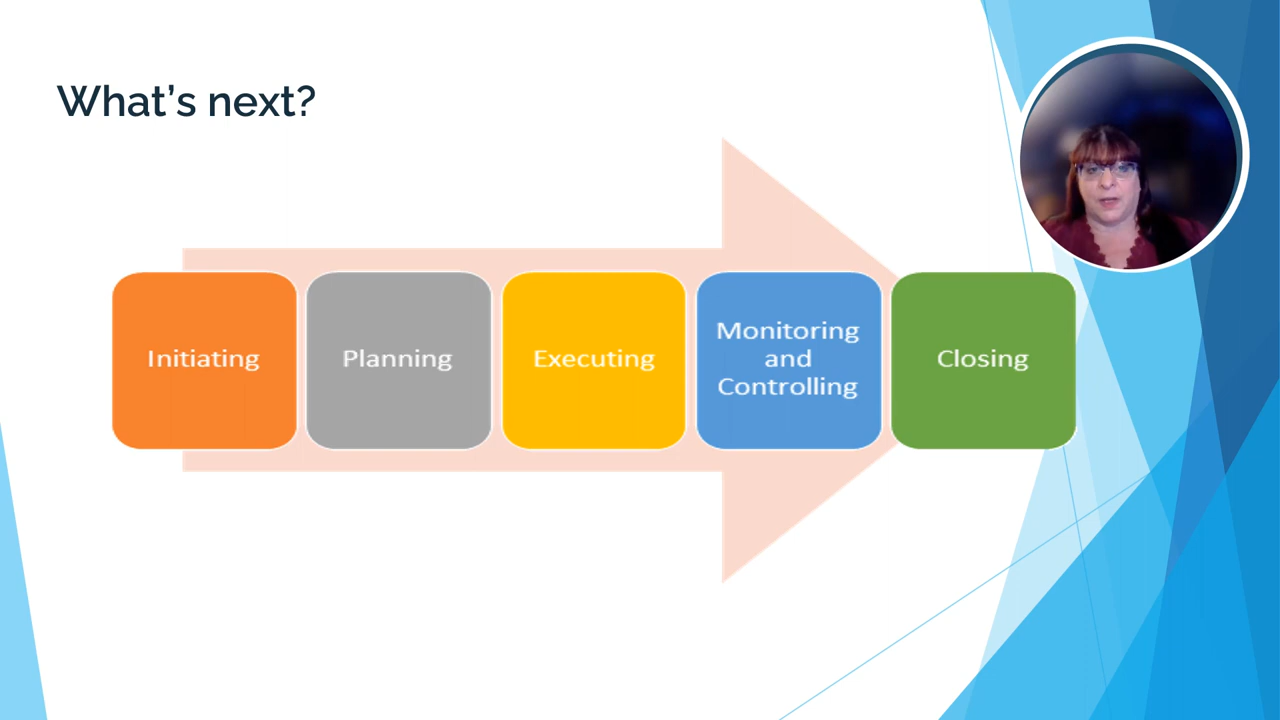 What’s next?
Initiating
Planning
Executing
Monitoring
and
Controlling
Closing